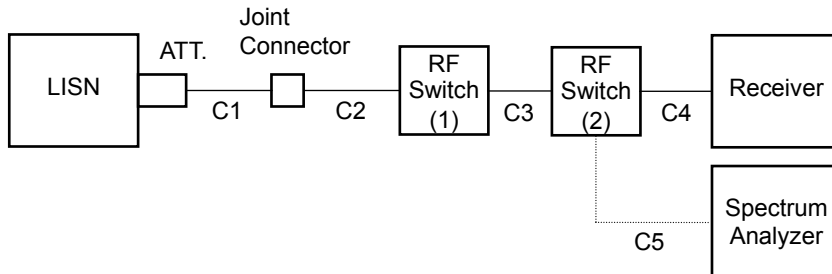 Joint
Connector
ATT.
LISN
RF
Switch
(1)
RF
Switch
(2)
Receiver
C1
C2
C3
C4
Spectrum
Analyzer
C5